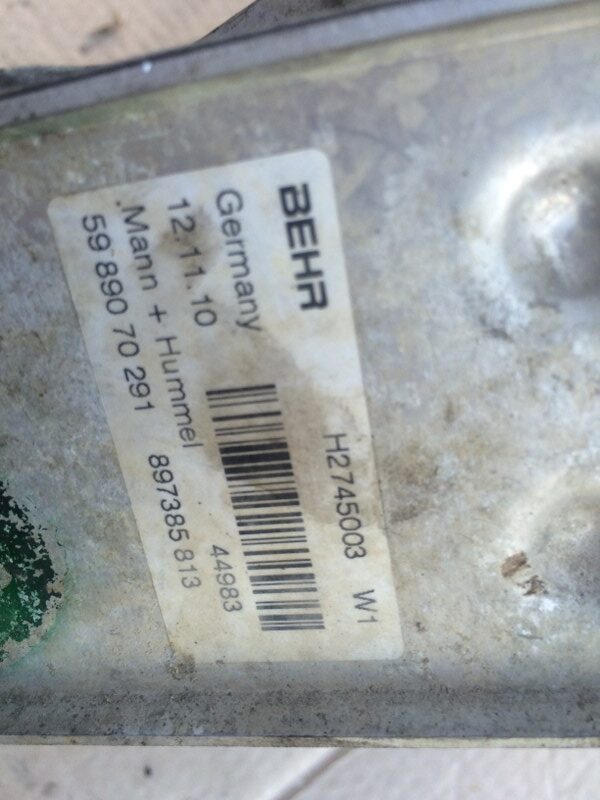 BEHR
H2745003 W1
Germany
12.11.10
44983
Mann + Hummel
897385 813
59 890 70 291